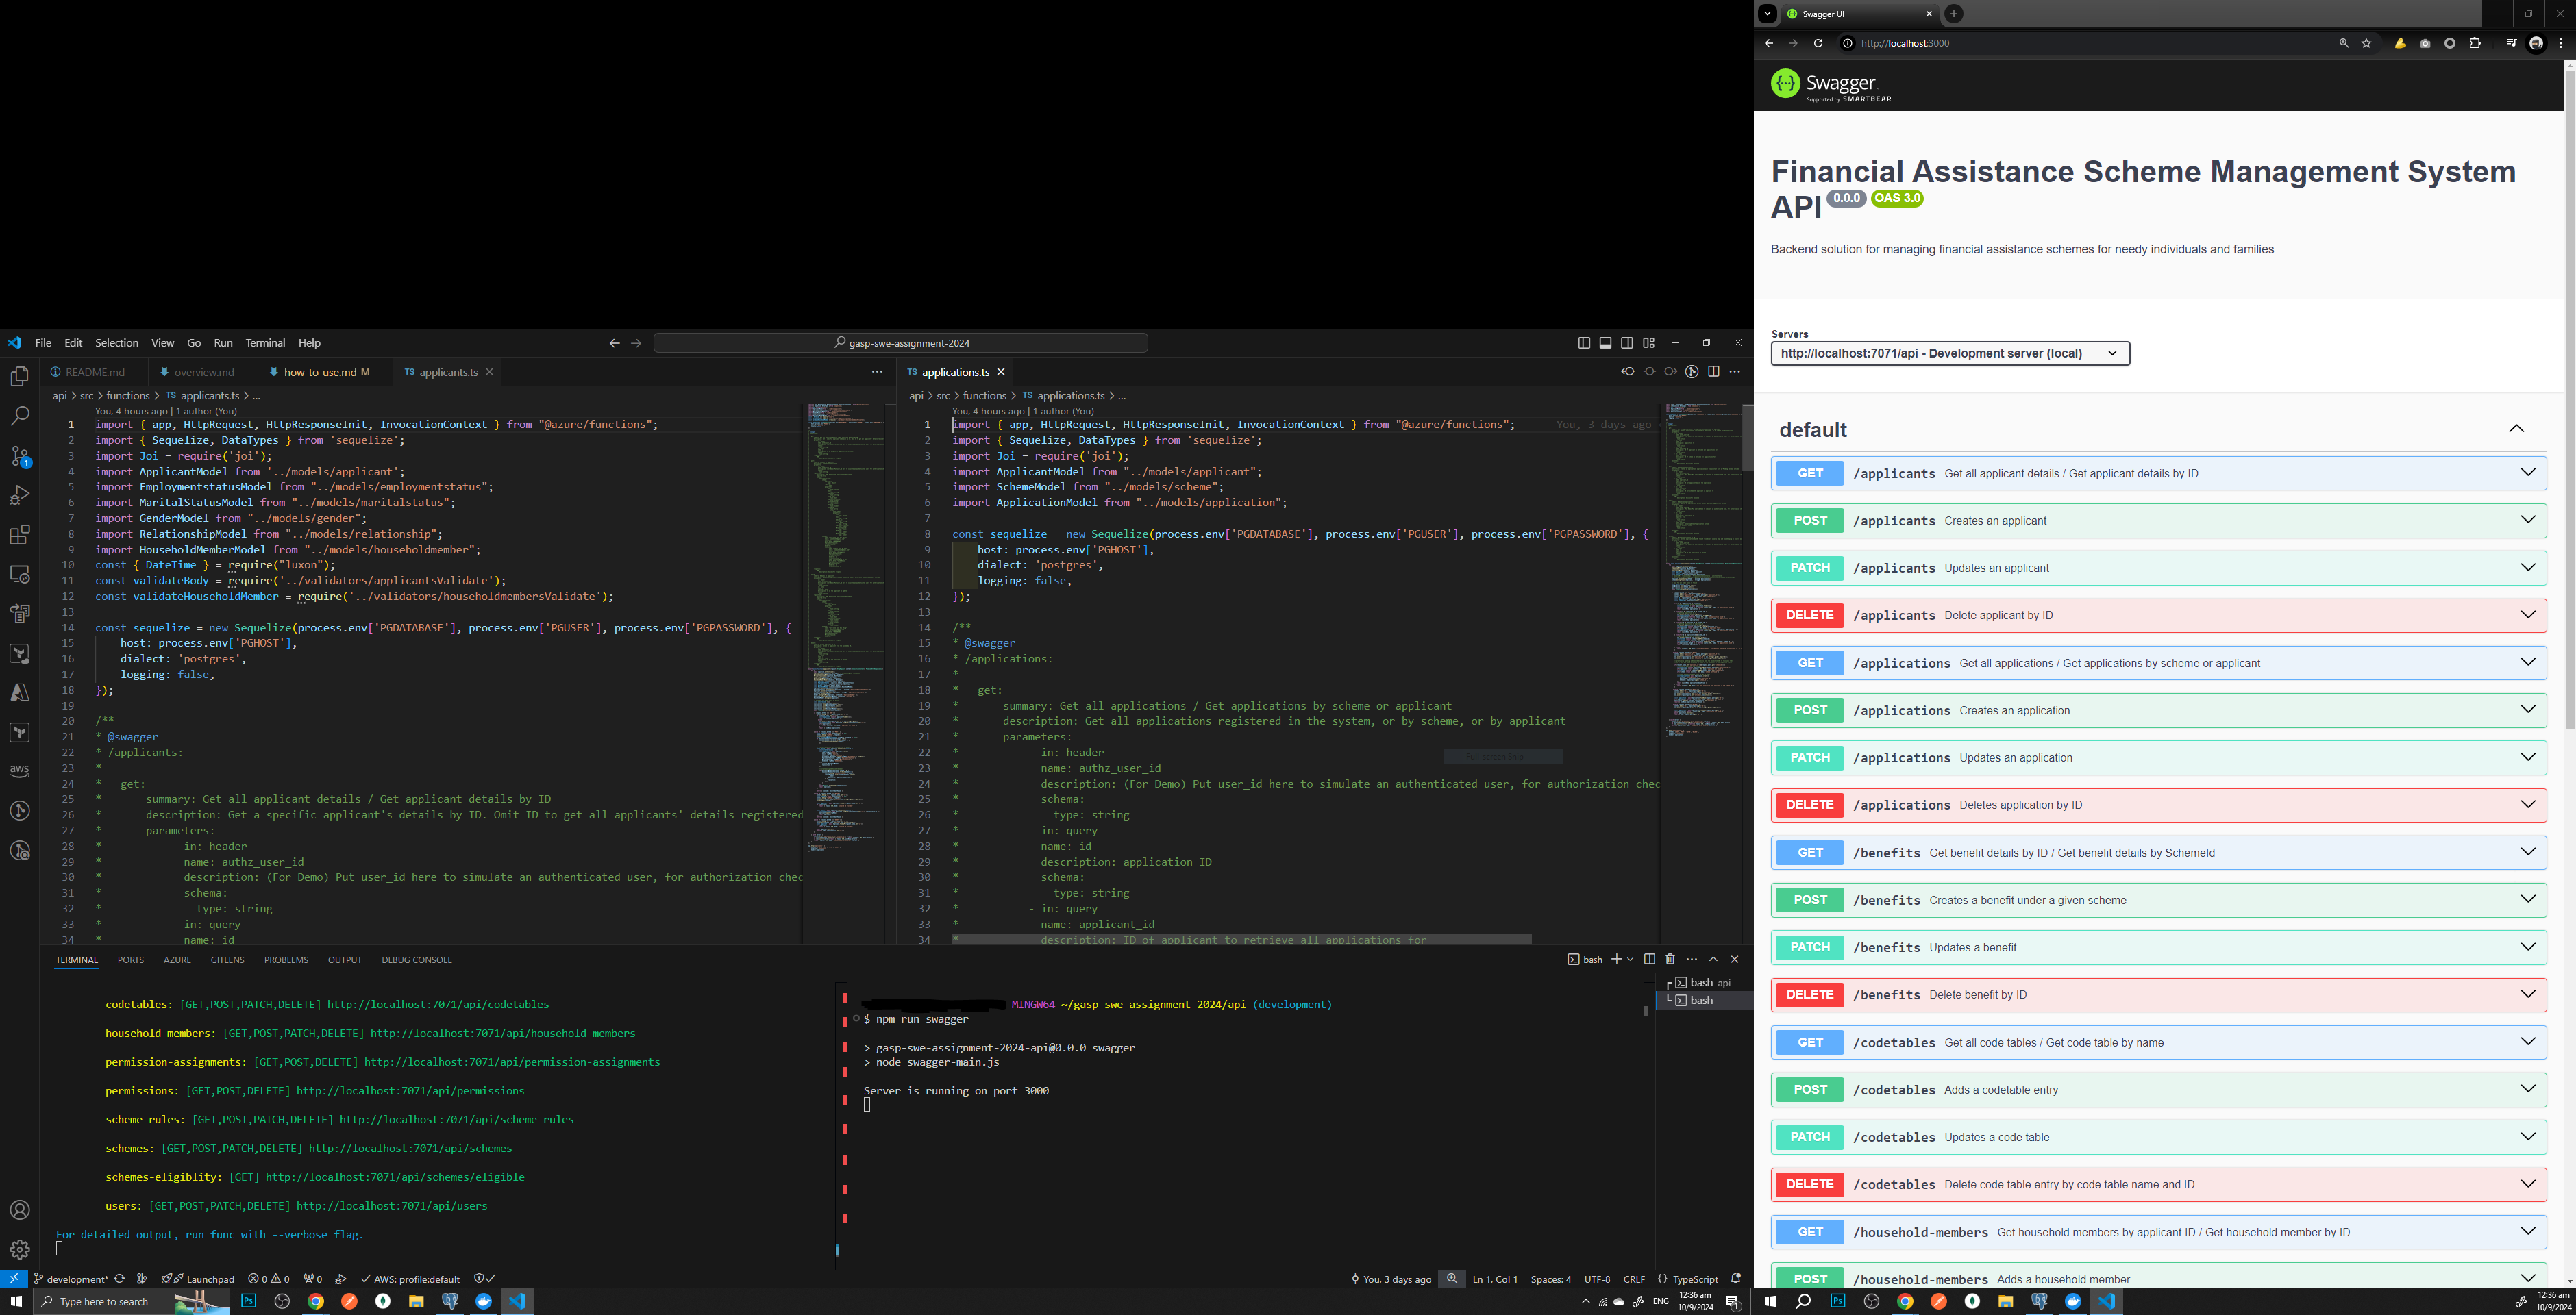 File Edit Selection View Go Run Terminal Help
gasp-swe-assignment-2024
README.md overview.md how-to-use.md M TS applicants.ts
api > src > functions > TS applicants.ts > ...
You, 4 hours ago | 1 author (You)
1 import { app, HttpRequest, HttpResponseInit, InvocationContext } from "@azure/functions";
2 import { Sequelize, DataTypes } from 'sequelize';
3 import Joi = require('joi');
4 import ApplicantModel from '../models/applicant';
5 import EmploymentstatusModel from "../models/employmentstatus";
6 import MaritalStatusModel from "../models/maritalstatus";
7 import GenderModel from "../models/gender";
8 import RelationshipModel from "../models/relationship";
9 import HouseholdMemberModel from "../models/householdmember";
10 const { DateTime } = require("luxon");
11 const validateBody = require('../validators/applicantsValidate');
12 const validateHouseholdMember = require('../validators/householdmembersValidate');
13
14 const sequelize = new Sequelize(process.env['PGDATABASE'], process.env['PGUSER'], process.env['PGPASSWORD'], {
15 host: process.env['PGHOST'],
16 dialect: 'postgres',
17 logging: false,
18 });
19
20 /**
21 * @swagger
22 * /applicants:
23 *
24 * get:
25 * summary: Get all applicant details / Get applicant details by ID
26 * description: Get a specific applicant's details by ID. Omit ID to get all applicants' details registered
27 * parameters:
28 * - in: header
29 * name: authz_user_id
30 * description: (For Demo) Put user_id here to simulate an authenticated user, for authorization chec
31 * schema:
32 * type: string
33 * - in: query
34 * name: id
TS applications.ts
api > src > functions > TS applications.ts > ...
You, 4 hours ago | 1 author (You)
1 import { app, HttpRequest, HttpResponseInit, InvocationContext } from "@azure/functions"; You, 3 days ago
2 import { Sequelize, DataTypes } from 'sequelize';
3 import Joi = require('joi');
4 import ApplicantModel from "../models/applicant";
5 import SchemeModel from "../models/scheme";
6 import ApplicationModel from "../models/application";
7
8 const sequelize = new Sequelize(process.env['PGDATABASE'], process.env['PGUSER'], process.env['PGPASSWORD'], {
9 host: process.env['PGHOST'],
10 dialect: 'postgres',
11 logging: false,
12 });
13
14 /**
15 * @swagger
16 * /applications:
17 *
18 * get:
19 * summary: Get all applications / Get applications by scheme or applicant
20 * description: Get all applications registered in the system, or by scheme, or by applicant
21 * parameters:
22 * - in: header
23 * name: authz_user_id
24 * description: (For Demo) Put user_id here to simulate an authenticated user, for authorization chec
25 * schema:
26 * type: string
27 * - in: query
28 * name: id
29 * description: application ID
30 * schema:
31 * type: string
32 * - in: query
33 * name: applicant_id
34 * description: ID of applicant to retrieve all applications for
TERMINAL PORTS AZURE GITLENS PROBLEMS OUTPUT DEBUG CONSOLE
bash
codetables: [GET,POST,PATCH,DELETE] http://localhost:7071/api/codetables
household-members: [GET,POST,PATCH,DELETE] http://localhost:7071/api/household-members
permission-assignments: [GET,POST,DELETE] http://localhost:7071/api/permission-assignments
permissions: [GET,POST,DELETE] http://localhost:7071/api/permissions
scheme-rules: [GET,POST,PATCH,DELETE] http://localhost:7071/api/scheme-rules
schemes: [GET,POST,PATCH,DELETE] http://localhost:7071/api/schemes
schemes-eligiblity: [GET] http://localhost:7071/api/schemes/eligible
users: [GET,POST,PATCH,DELETE] http://localhost:7071/api/users
For detailed output, run func with --verbose flag.
MINGW64 ~/gasp-swe-assignment-2024/api (development)
$ npm run swagger
> gasp-swe-assignment-2024-api@0.0.0 swagger
> node swagger-main.js
Server is running on port 3000
bash api
bash
aws
1
development* Launchpad 0 0 0 AWS: profile:default
You, 3 days ago Ln 1, Col 1 Spaces: 4 UTF-8 CRLF {} TypeScript
Type here to search
Ps
ENG
12:36 am
10/9/2024
Swagger UI
http://localhost:3000
Swagger
Supported by SMARTBEAR
Financial Assistance Scheme Management System
API 0.0.0 OAS 3.0
Backend solution for managing financial assistance schemes for needy individuals and families
Servers
http://localhost:7071/api - Development server (local)
default
GET /applicants Get all applicant details / Get applicant details by ID
POST /applicants Creates an applicant
PATCH /applicants Updates an applicant
DELETE /applicants Delete applicant by ID
GET /applications Get all applications / Get applications by scheme or applicant
POST /applications Creates an application
PATCH /applications Updates an application
DELETE /applications Deletes application by ID
GET /benefits Get benefit details by ID / Get benefit details by SchemeId
POST /benefits Creates a benefit under a given scheme
PATCH /benefits Updates a benefit
DELETE /benefits Delete benefit by ID
GET /codetables Get all code tables / Get code table by name
POST /codetables Adds a codetable entry
PATCH /codetables Updates a code table
DELETE /codetables Delete code table entry by code table name and ID
GET /household-members Get household members by applicant ID / Get household member by ID
POST /household-members Adds a household member
Ps
12:36 am
10/9/2024